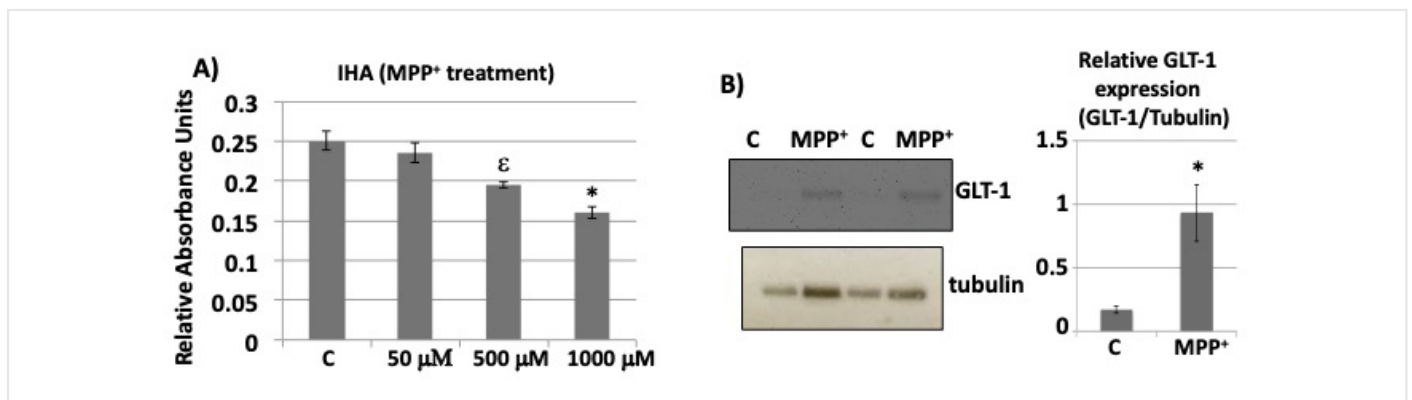 A)
IHA (MPP⁺ treatment)
Relative Absorbance Units
0.3
0.25
0.2
0.15
0.1
0.05
0
ε
*
C
50 μM
500 μM
1000 μM
B)
C MPP⁺ C MPP⁺
GLT-1
tubulin
Relative GLT-1
expression
(GLT-1/Tubulin)
1.5
1
0.5
0
*
C
MPP⁺